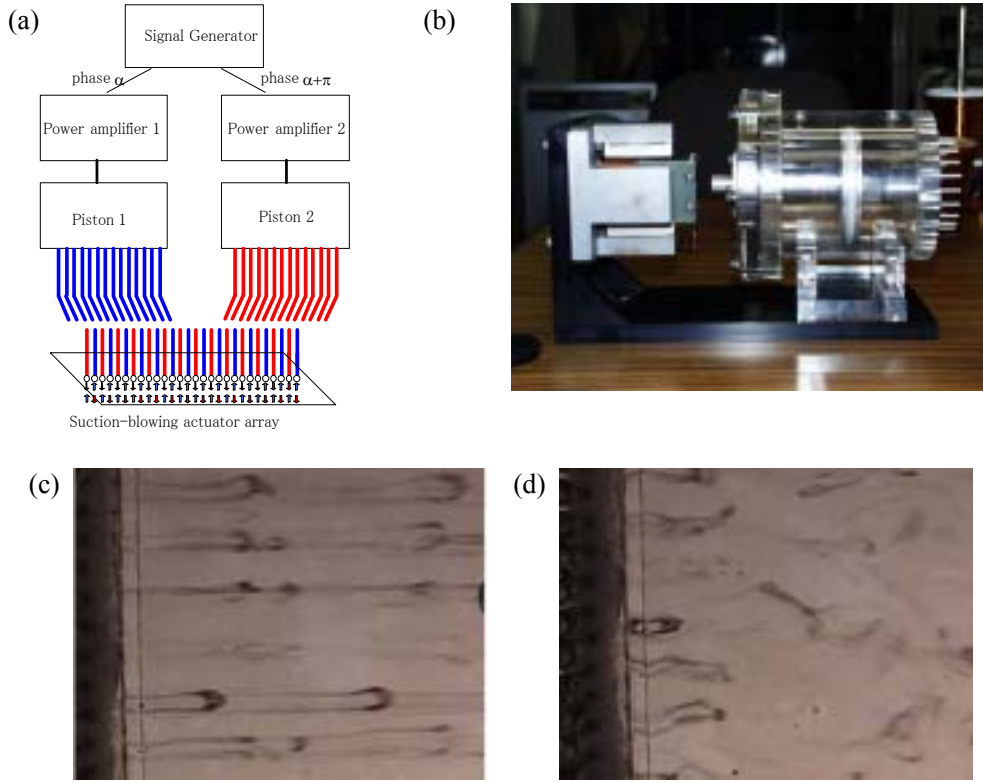 (a)
Signal Generator
phase α
phase α+π
Power amplifier 1
Power amplifier 2
Piston 1
Piston 2
Suction-blowing actuator array
(b)
(c)
(d)